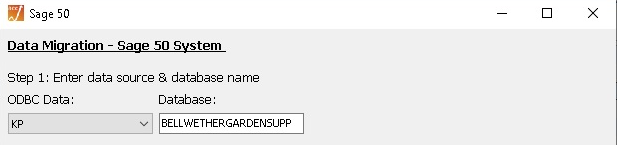 Sage 50
Data Migration - Sage 50 System
Step 1: Enter data source & database name
ODBC Data: Database:
KP BELLWETHERGARDENSUPP